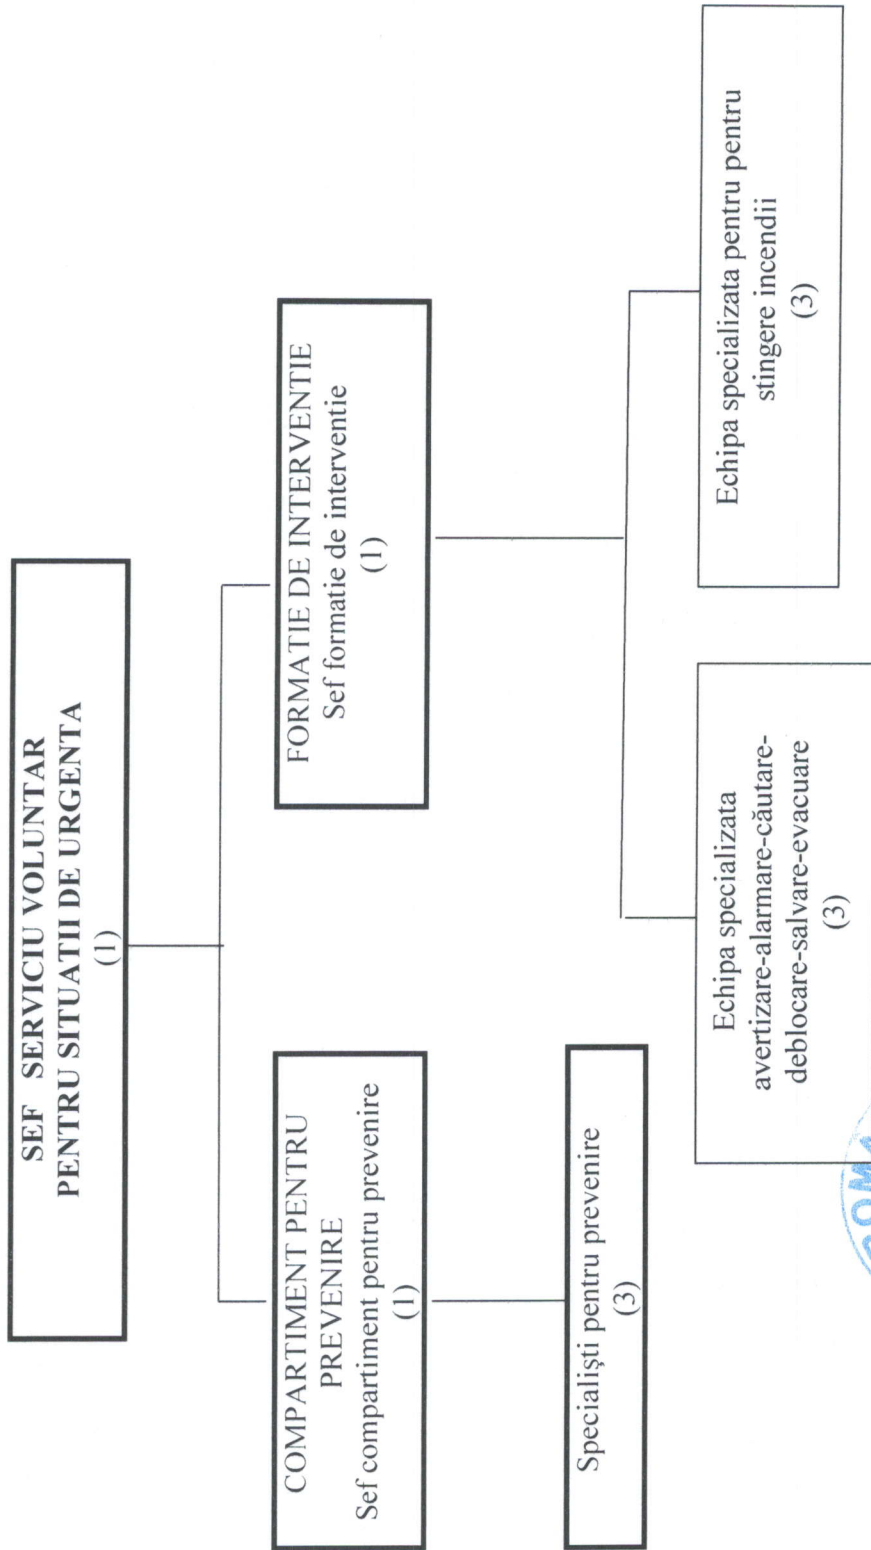 SEF SERVICIU VOLUNTAR
PENTRU SITUATII DE URGENTA
(1)
COMPARTIMENT PENTRU
PREVENIRE
Sef compartiment pentru prevenire
(1)
FORMATIE DE INTERVENTIE
Sef formatie de interventie
(1)
Specialişti pentru prevenire
(3)
Echipa specializata
avertizare-alarmare-căutare-
deblocare-salvare-evacuare
(3)
Echipa specializata pentru pentru
stingere incendii
(3)